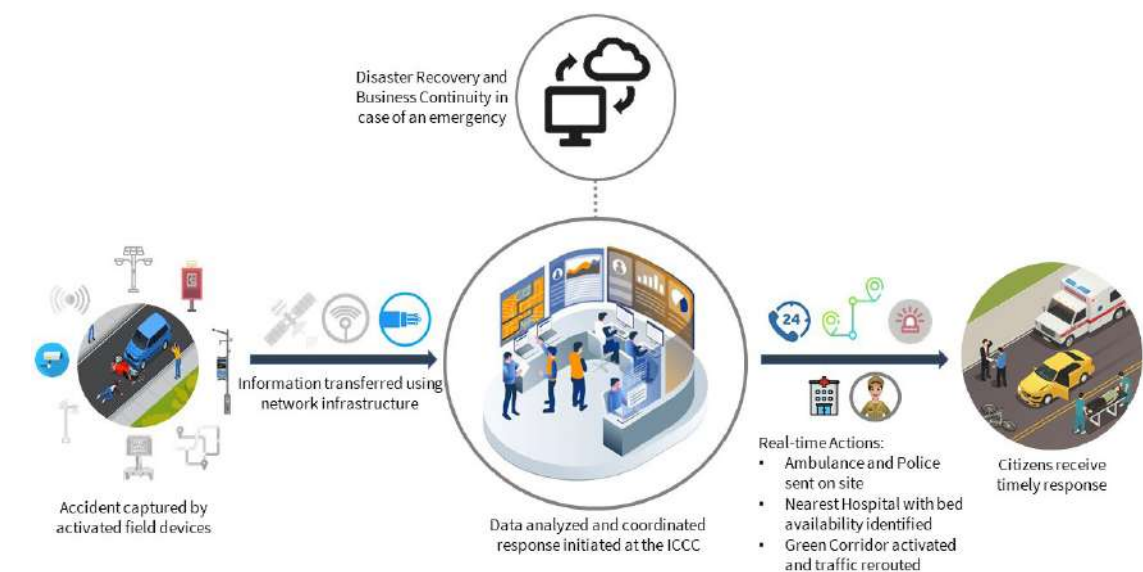 Disaster Recovery and
Business Continuity in
case of an emergency
24
Information transferred using
network infrastructure
Accident captured by
activated field devices
Data analyzed and coordinated
response initiated at the ICCC
Real-time Actions:
• Ambulance and Police
sent on site
• Nearest Hospital with bed
availability identified
• Green Corridor activated
and traffic rerouted
Citizens receive
timely response